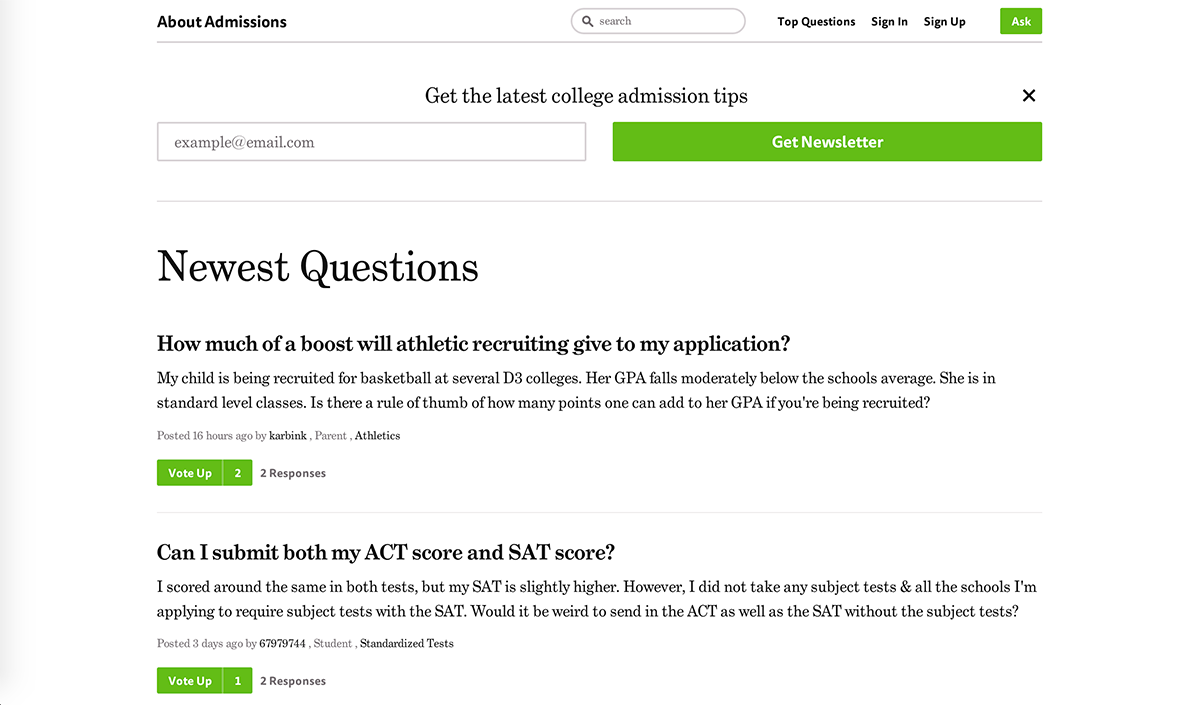 About Admissions
search
Top Questions Sign In Sign Up Ask
Get the latest college admission tips
example@email.com
Get Newsletter
Newest Questions
How much of a boost will athletic recruiting give to my application?
My child is being recruited for basketball at several D3 colleges. Her GPA falls moderately below the schools average. She is in
standard level classes. Is there a rule of thumb of how many points one can add to her GPA if you're being recruited?
Posted 16 hours ago by karbink , Parent , Athletics
Vote Up 2 2 Responses
Can I submit both my ACT score and SAT score?
I scored around the same in both tests, but my SAT is slightly higher. However, I did not take any subject tests & all the schools I'm
applying to require subject tests with the SAT. Would it be weird to send in the ACT as well as the SAT without the subject tests?
Posted 3 days ago by 67979744 , Student , Standardized Tests
Vote Up 1 2 Responses